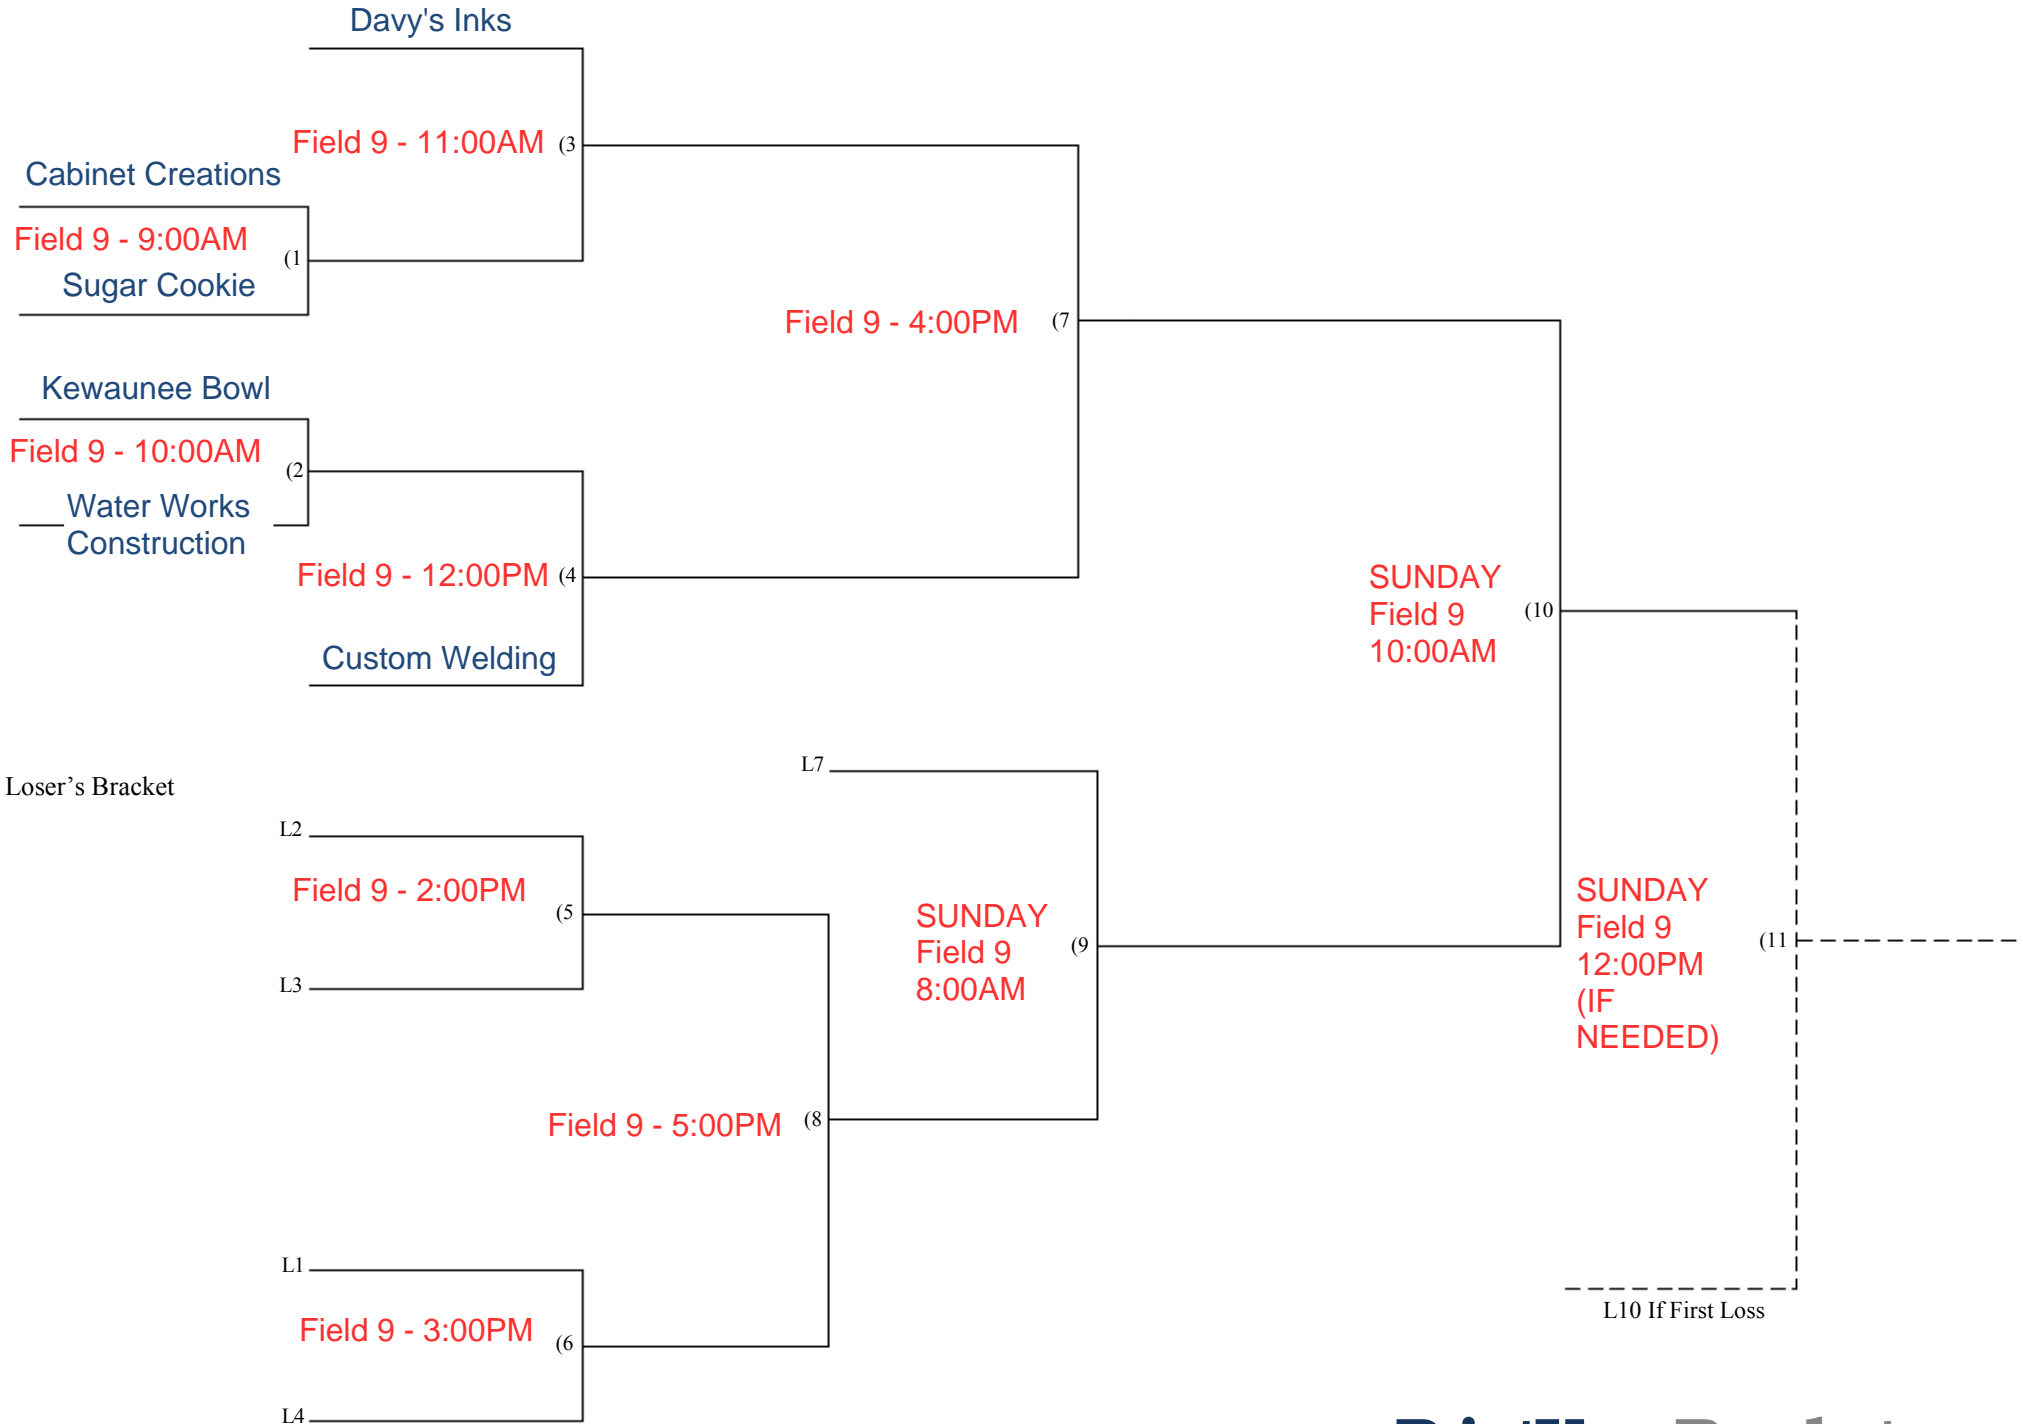 Davy's Inks
Field 9 - 11:00AM (3
Cabinet Creations
Field 9 - 9:00AM
(1
Sugar Cookie
Field 9 - 4:00PM (7
Kewaunee Bowl
Field 9 - 10:00AM
(2
Water Works
Construction
Field 9 - 12:00PM (4
Custom Welding
SUNDAY
Field 9
10:00AM
(10
Loser’s Bracket
L7
L2
Field 9 - 2:00PM
(5
L3
SUNDAY
Field 9
8:00AM
(9
SUNDAY
Field 9
12:00PM
(IF
NEEDED)
(11
Field 9 - 5:00PM (8
L1
Field 9 - 3:00PM
(6
L4
L10 If First Loss